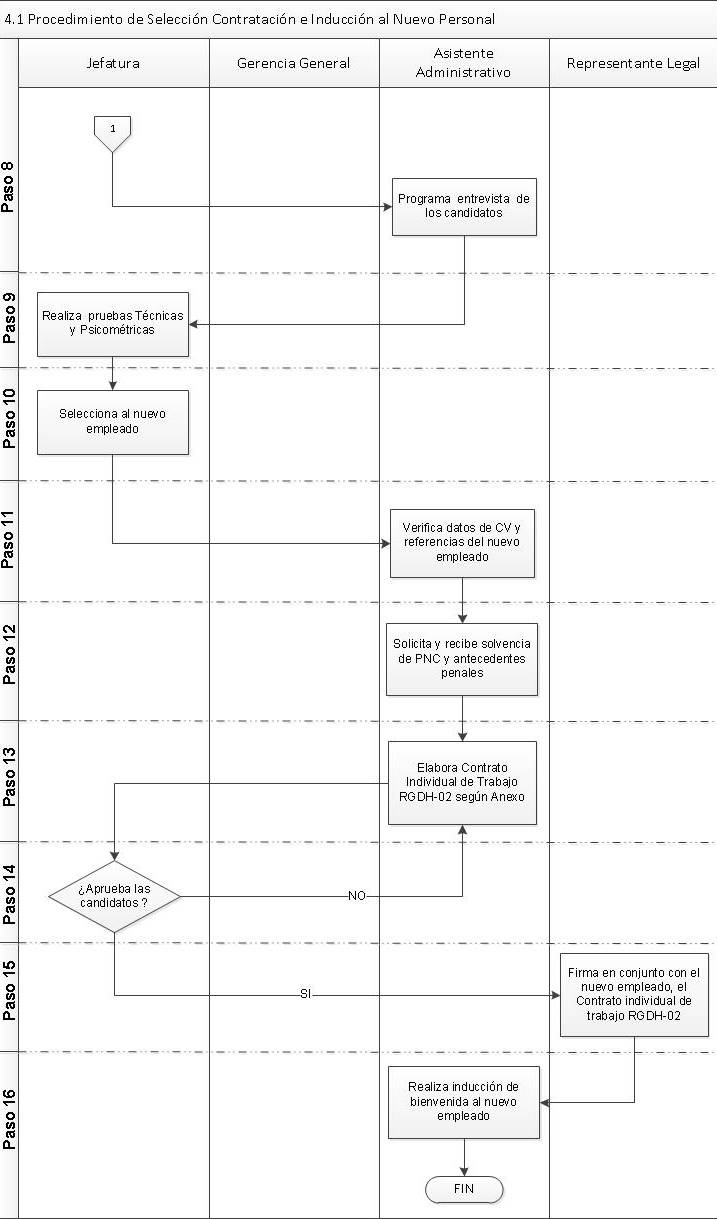 4.1 Procedimiento de Selección Contratación e Inducción al Nuevo Personal
Jefatura
Gerencia General
Asistente
Administrativo
Representante Legal
Paso 8
1
Programa entrevista de
los candidatos
Paso 9
Realiza pruebas Técnicas
y Psicométricas
Paso 10
Selecciona al nuevo
empleado
Paso 11
Verifica datos de CV y
referencias del nuevo
empleado
Paso 12
Solicita y recibe solvencia
de PNC y antecedentes
penales
Paso 13
Elabora Contrato
Individual de Trabajo
RGDH-02 según Anexo
Paso 14
¿Aprueba las
candidatos ?
NO
Paso 15
SI
Firma en conjunto con el
nuevo empleado, el
Contrato individual de
trabajo RGDH-02
Paso 16
Realiza inducción de
bienvenida al nuevo
empleado
FIN